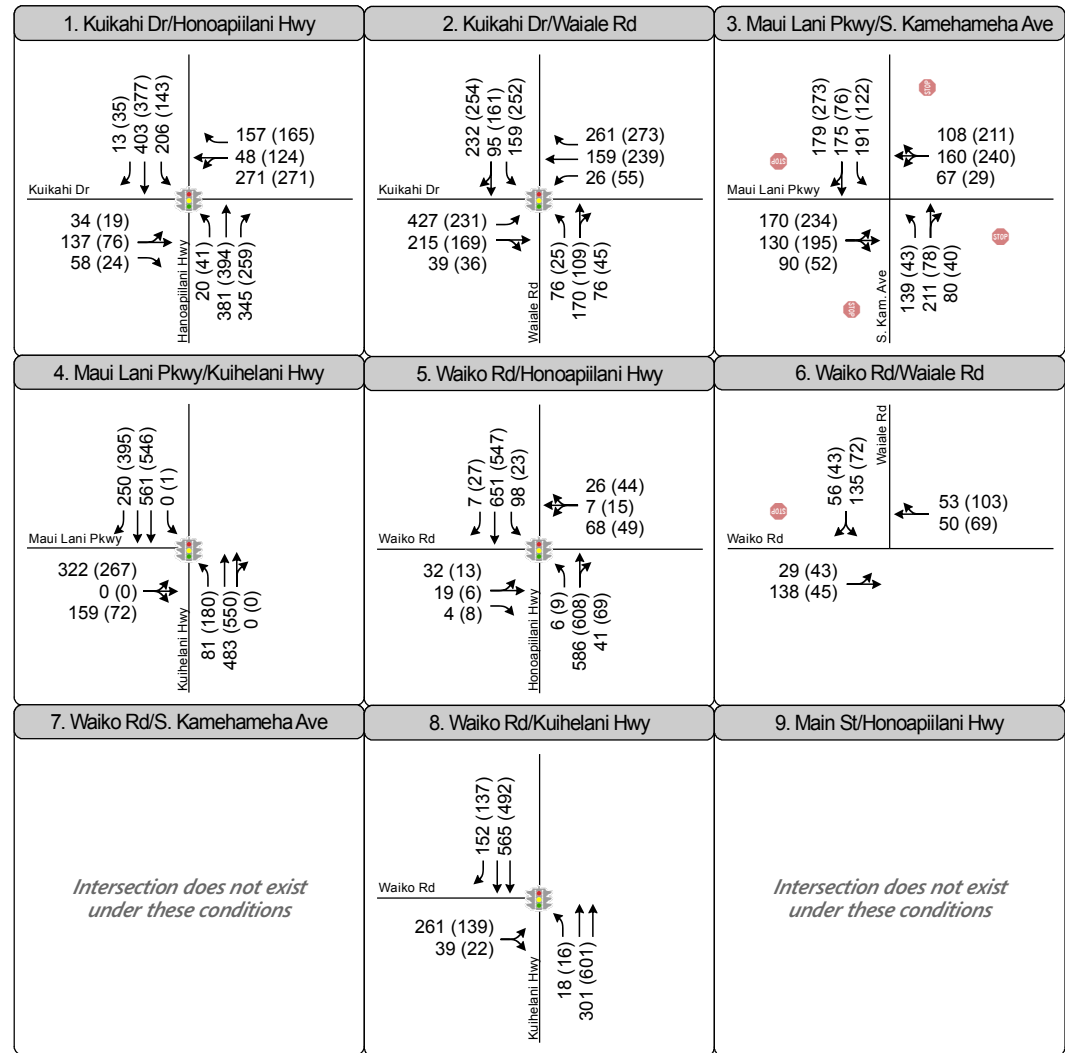 1. Kuikahi Dr/Honoapiilani Hwy
13 (35)
403 (377)
206 (143)
157 (165)
48 (124)
271 (271)
Kuikahi Dr
34 (19)
137 (76)
58 (24)
Hanoapiilani Hwy
20 (41)
381 (394)
345 (259)
2. Kuikahi Dr/Waiale Rd
232 (254)
95 (161)
159 (252)
261 (273)
159 (239)
26 (55)
Kuikahi Dr
427 (231)
215 (169)
39 (36)
Waiale Rd
76 (25)
170 (109)
76 (45)
3. Maui Lani Pkwy/S. Kamehameha Ave
179 (273)
175 (76)
191 (122)
STOP
108 (211)
160 (240)
67 (29)
STOP
Maui Lani Pkwy
170 (234)
130 (195)
90 (52)
STOP
STOP
S. Kam. Ave
139 (43)
211 (78)
80 (40)
4. Maui Lani Pkwy/Kuihelani Hwy
250 (395)
561 (546)
0 (1)
Maui Lani Pkwy
322 (267)
0 (0)
159 (72)
Kuihelani Hwy
81 (180)
483 (550)
0 (0)
5. Waiko Rd/Honoapiilani Hwy
7 (27)
651 (547)
98 (23)
26 (44)
7 (15)
68 (49)
Waiko Rd
32 (13)
19 (6)
4 (8)
Honoapiilani Hwy
6 (9)
586 (608)
41 (69)
6. Waiko Rd/Waiale Rd
Waiale Rd
56 (43)
135 (72)
STOP
53 (103)
50 (69)
Waiko Rd
29 (43)
138 (45)
7. Waiko Rd/S. Kamehameha Ave
Intersection does not exist
under these conditions
8. Waiko Rd/Kuihelani Hwy
152 (137)
565 (492)
Waiko Rd
261 (139)
39 (22)
Kuihelani Hwy
18 (16)
301 (601)
9. Main St/Honoapiilani Hwy
Intersection does not exist
under these conditions